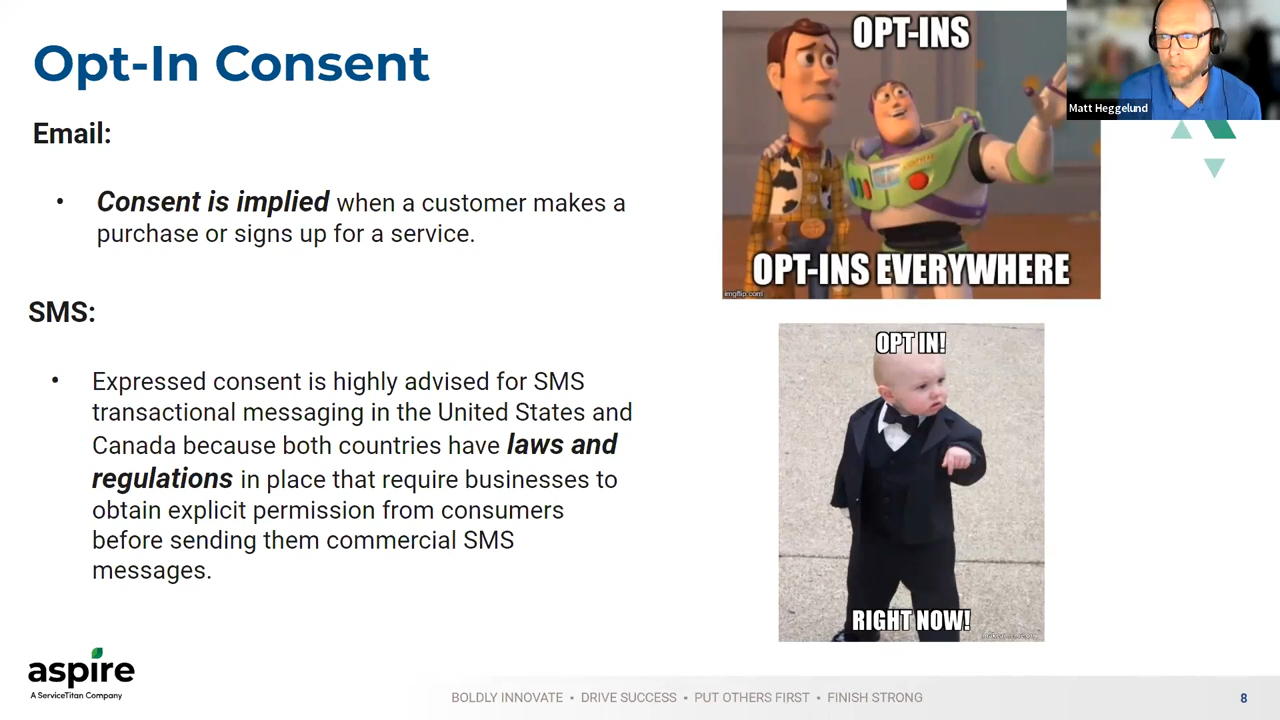 Opt-In Consent
Email:
• Consent is implied when a customer makes a
purchase or signs up for a service.
SMS:
• Expressed consent is highly advised for SMS
transactional messaging in the United States and
Canada because both countries have laws and
regulations in place that require businesses to
obtain explicit permission from consumers
before sending them commercial SMS
messages.
OPT-INS
OPT-INS EVERYWHERE
imgflip.com
Matt Heggelund
OPT IN!
RIGHT NOW!
aspire
A ServiceTitan Company
BOLDLY INNOVATE • DRIVE SUCCESS • PUT OTHERS FIRST • FINISH STRONG
8